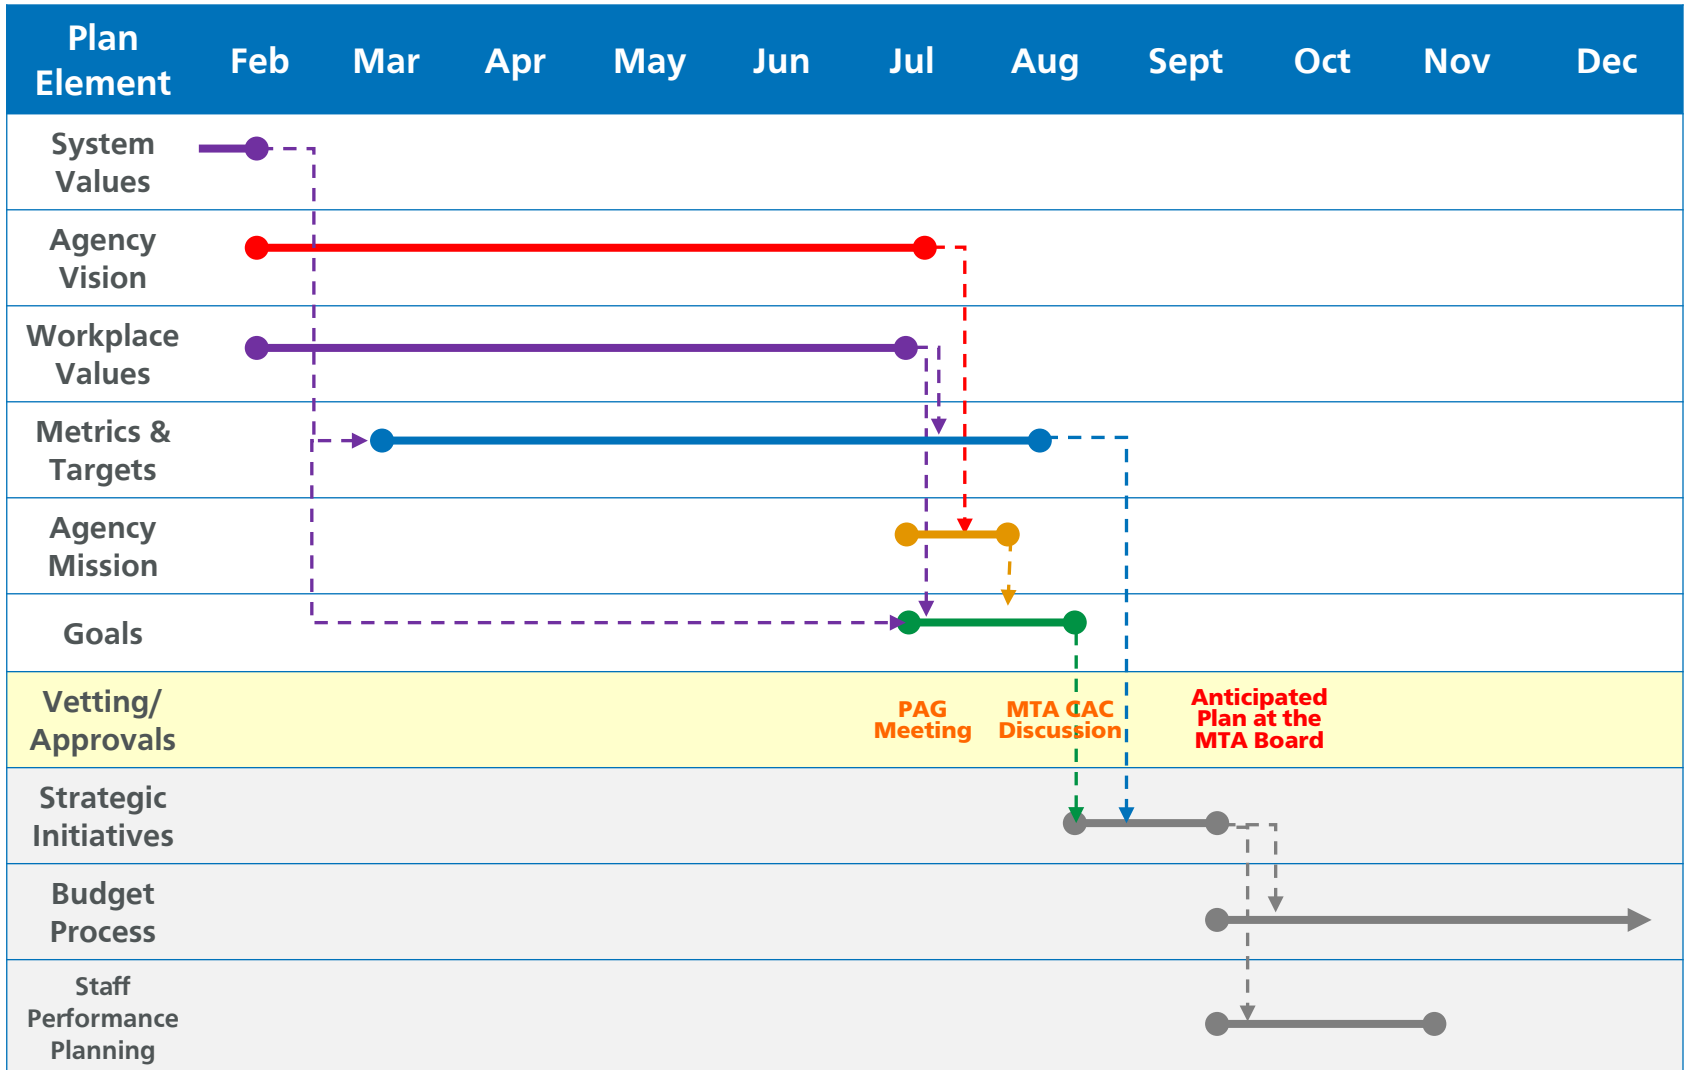 Plan
Element
Feb
Mar
Apr
May
Jun
Jul
Aug
Sept
Oct
Nov
Dec
System
Values
Agency
Vision
Workplace
Values
Metrics &
Targets
Agency
Mission
Goals
Vetting/
Approvals
PAG
Meeting
MTA CAC
Discussion
Anticipated
Plan at the
MTA Board
Strategic
Initiatives
Budget
Process
Staff
Performance
Planning